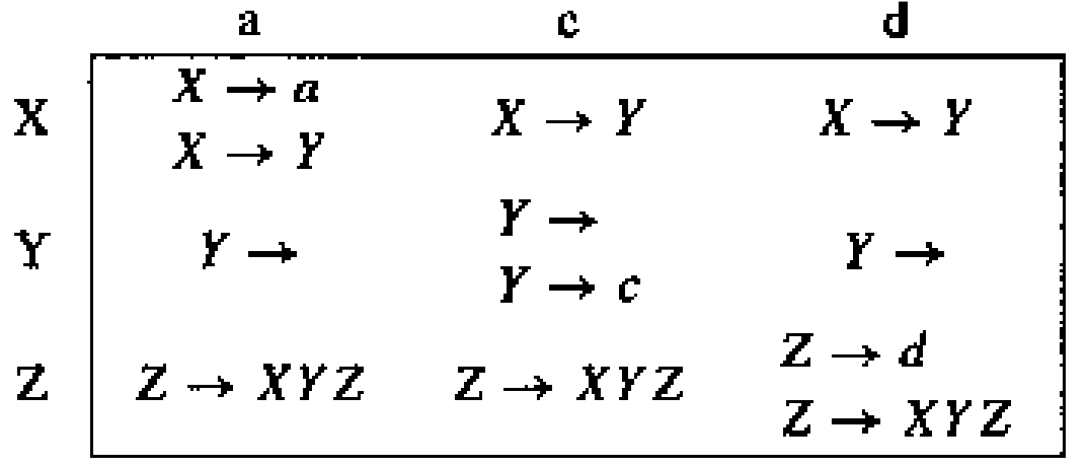 a c d
X X → a X → Y X → Y
X → Y
Y Y → Y → Y →
Y → c
Z Z → XYZ Z → XYZ Z → d
Z → XYZ